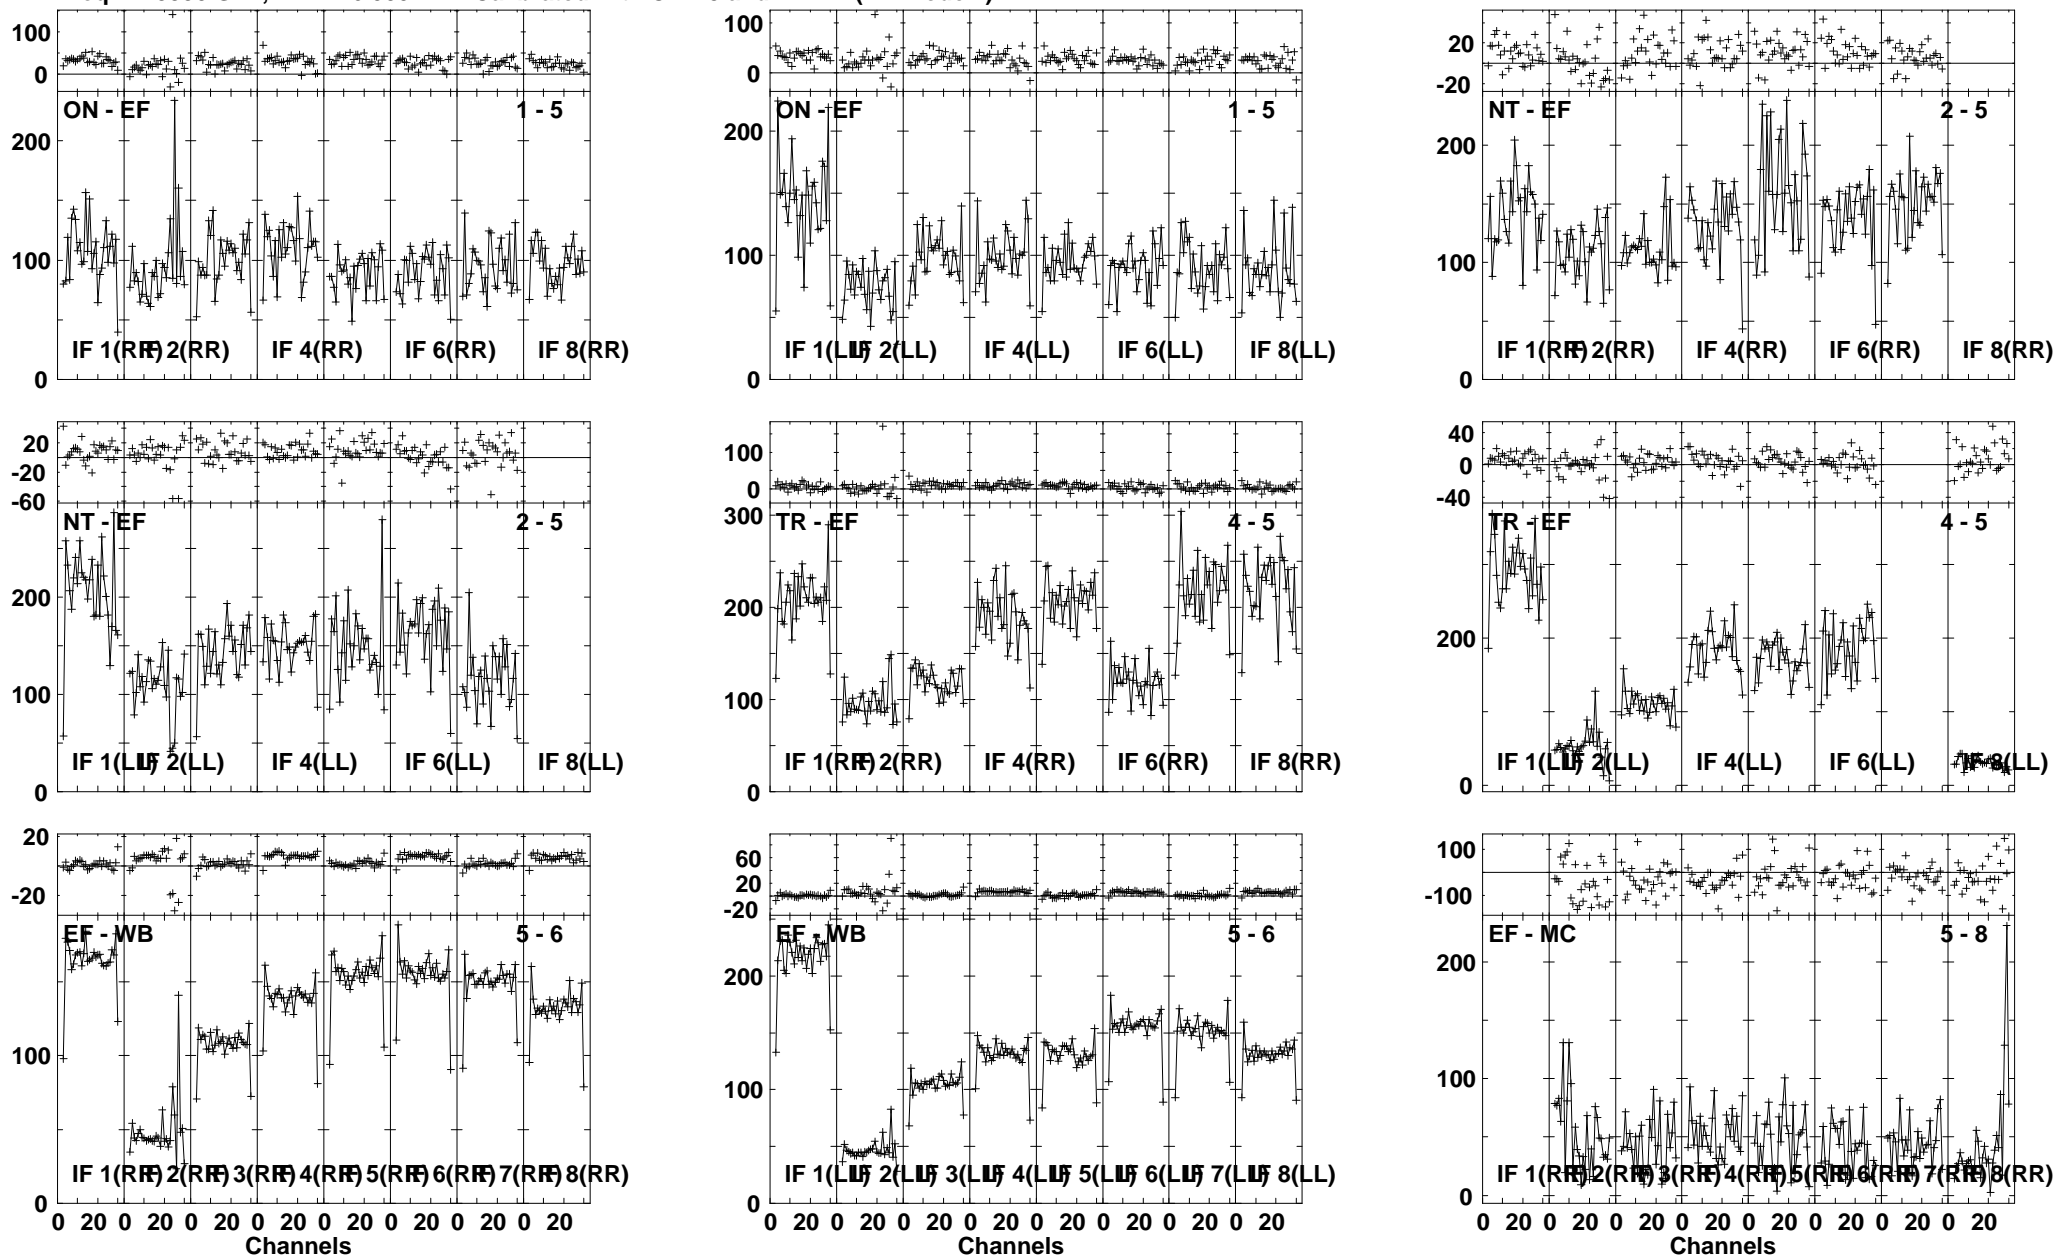 100
0
ON - EF 1 - 5
200
100
0
IF 1(RR) IF 2(RR) IF 4(RR) IF 6(RR) IF 8(RR)
100
0
ON - EF 1 - 5
200
100
0
IF 1(LL) IF 2(LL) IF 4(LL) IF 6(LL) IF 8(LL)
20
-20
NT - EF 2 - 5
200
100
0
IF 1(RR) IF 2(RR) IF 4(RR) IF 6(RR) IF 8(RR)
20
-20
-60
NT - EF 2 - 5
200
100
0
IF 1(LL) IF 2(LL) IF 4(LL) IF 6(LL) IF 8(LL)
100
0
TR - EF 4 - 5
300
200
100
0
IF 1(RR) IF 2(RR) IF 4(RR) IF 6(RR) IF 8(RR)
40
0
-40
TR - EF 4 - 5
200
0
IF 1(LL) IF 2(LL) IF 4(LL) IF 6(LL) IF 8(LL)
20
-20
EF - WB 5 - 6
100
0
IF 1(RR) IF 2(RR) IF 3(RR) IF 4(RR) IF 5(RR) IF 6(RR) IF 7(RR) IF 8(RR)
0 20 0 20 0 20 0 20 0 20 0 20 0 20 0 20
Channels
60
20
-20
EF - WB 5 - 6
200
100
0
IF 1(LL) IF 2(LL) IF 3(LL) IF 4(LL) IF 5(LL) IF 6(LL) IF 7(LL) IF 8(LL)
0 20 0 20 0 20 0 20 0 20 0 20 0 20 0 20
Channels
100
-100
EF - MC 5 - 8
200
100
0
IF 1(RR) IF 2(RR) IF 3(RR) IF 4(RR) IF 5(RR) IF 6(RR) IF 7(RR) IF 8(RR)
0 20 0 20 0 20 0 20 0 20 0 20 0 20 0 20
Channels